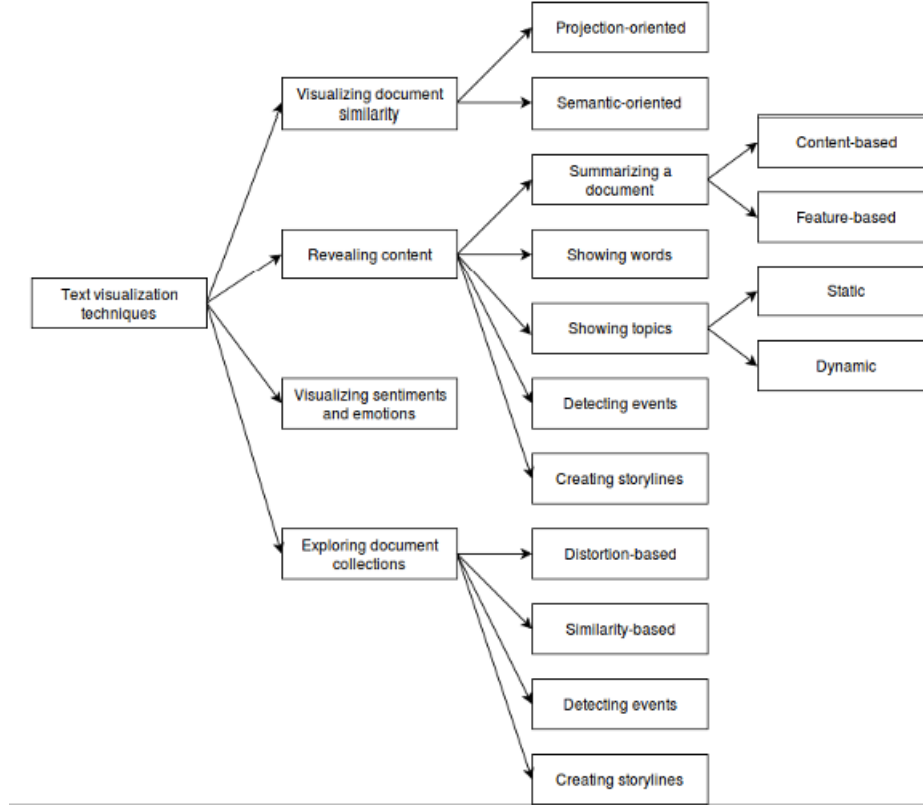 Text visualization
techniques
Visualizing document
similarity
Projection-oriented
Semantic-oriented
Revealing content
Summarizing a
document
Content-based
Feature-based
Showing words
Showing topics
Static
Dynamic
Detecting events
Creating storylines
Visualizing sentiments
and emotions
Exploring document
collections
Distortion-based
Similarity-based
Detecting events
Creating storylines